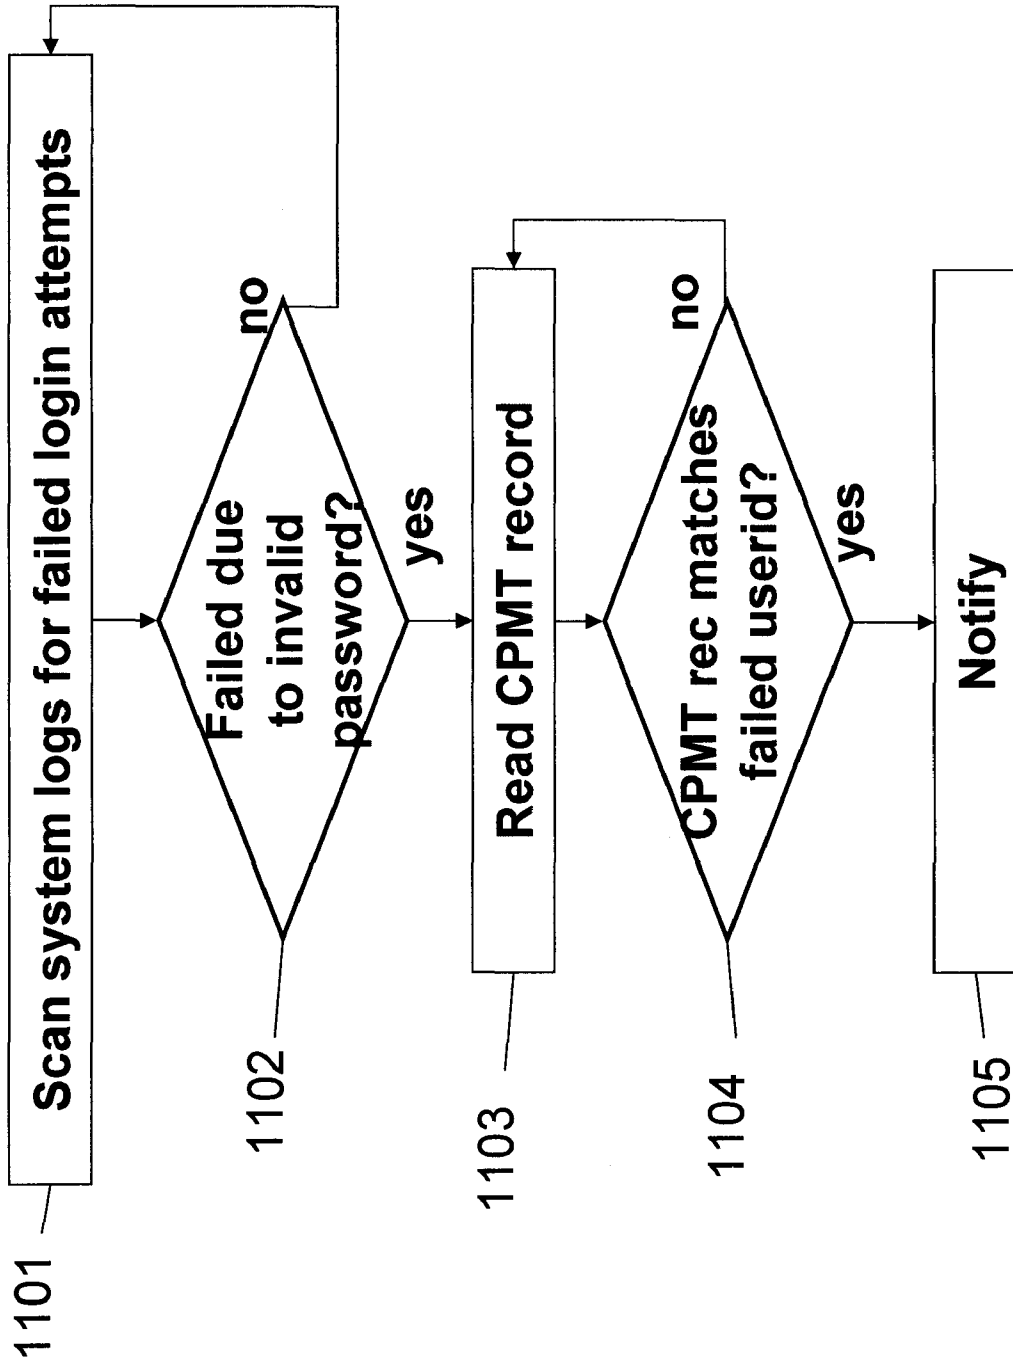 1101
Scan system logs for failed login attempts
1102
Failed due
to invalid
password?
no
yes
1103
Read CPMT record
1104
CPMT rec matches
failed userid?
no
yes
1105
Notify